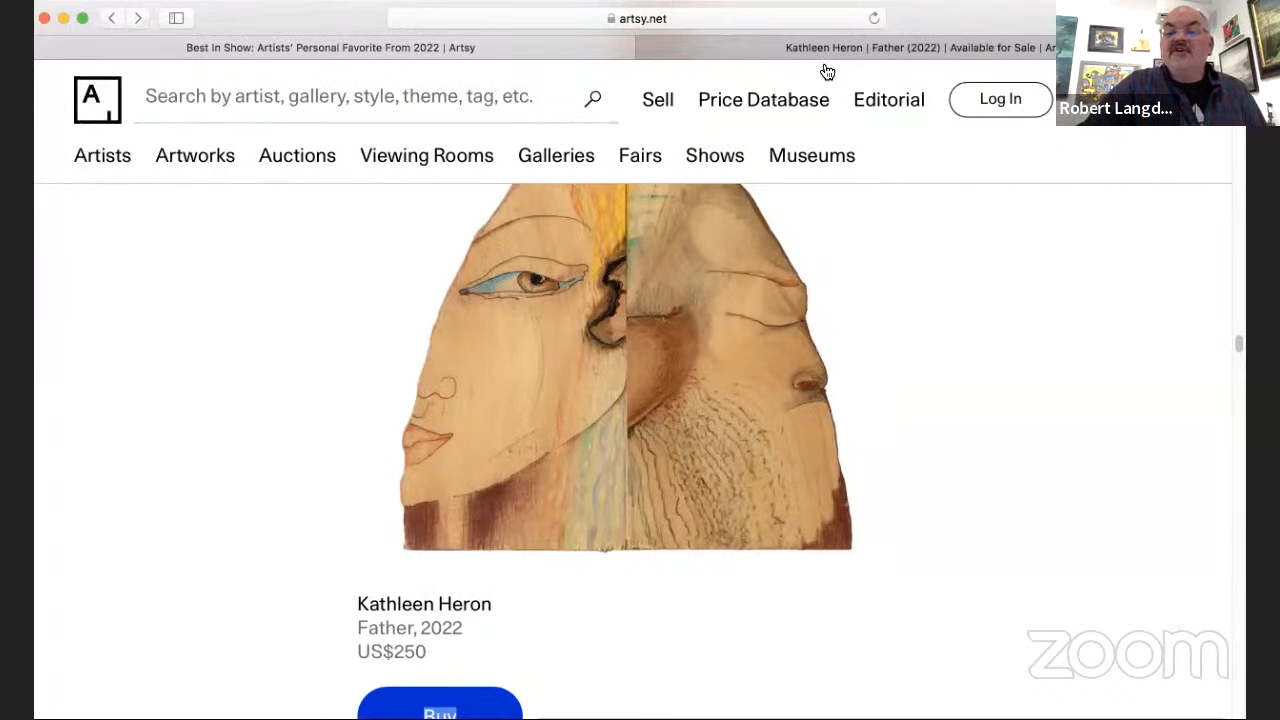 artsy.net
Best In Show: Artists' Personal Favorite From 2022 | Artsy
Kathleen Heron | Father (2022) | Available for Sale | Ar
A
Search by artist, gallery, style, theme, tag, etc.
Sell Price Database Editorial Log In
Robert Langd...
Artists Artworks Auctions Viewing Rooms Galleries Fairs Shows Museums
Kathleen Heron
Father, 2022
US$250
Buy
zoom